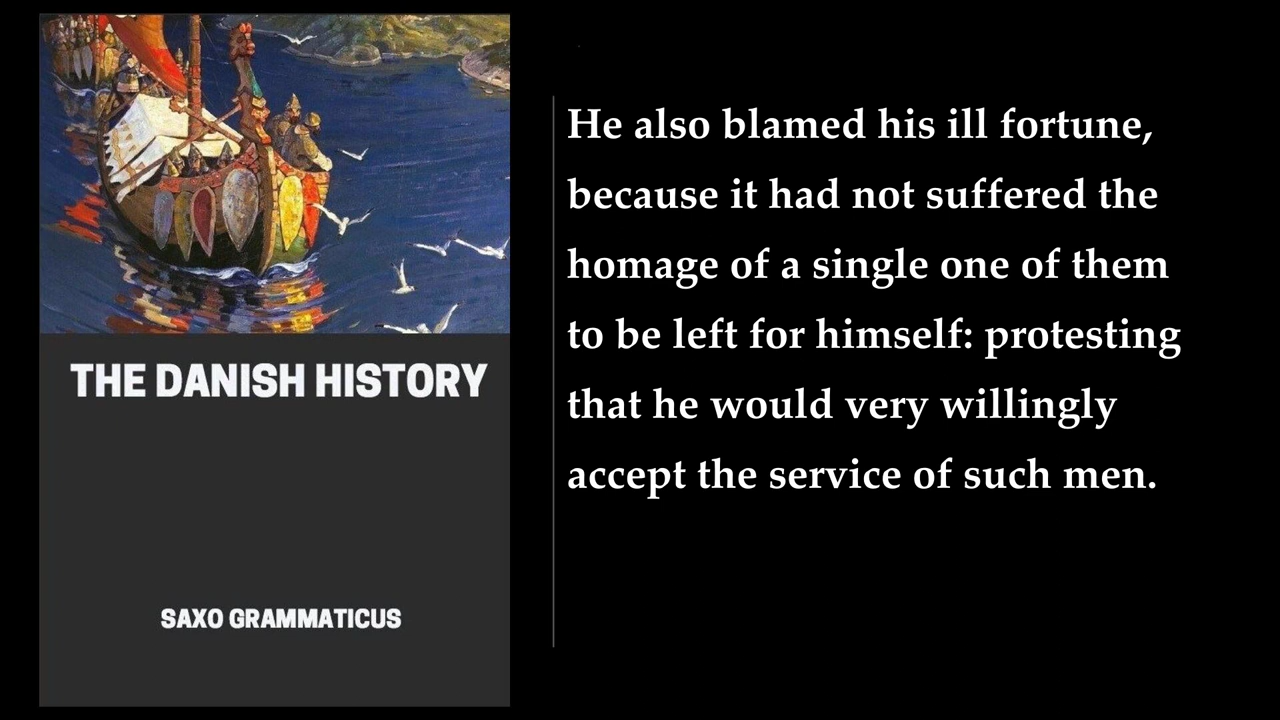 THE DANISH HISTORY
SAXO GRAMMATICUS
He also blamed his ill fortune,
because it had not suffered the
homage of a single one of them
to be left for himself: protesting
that he would very willingly
accept the service of such men.